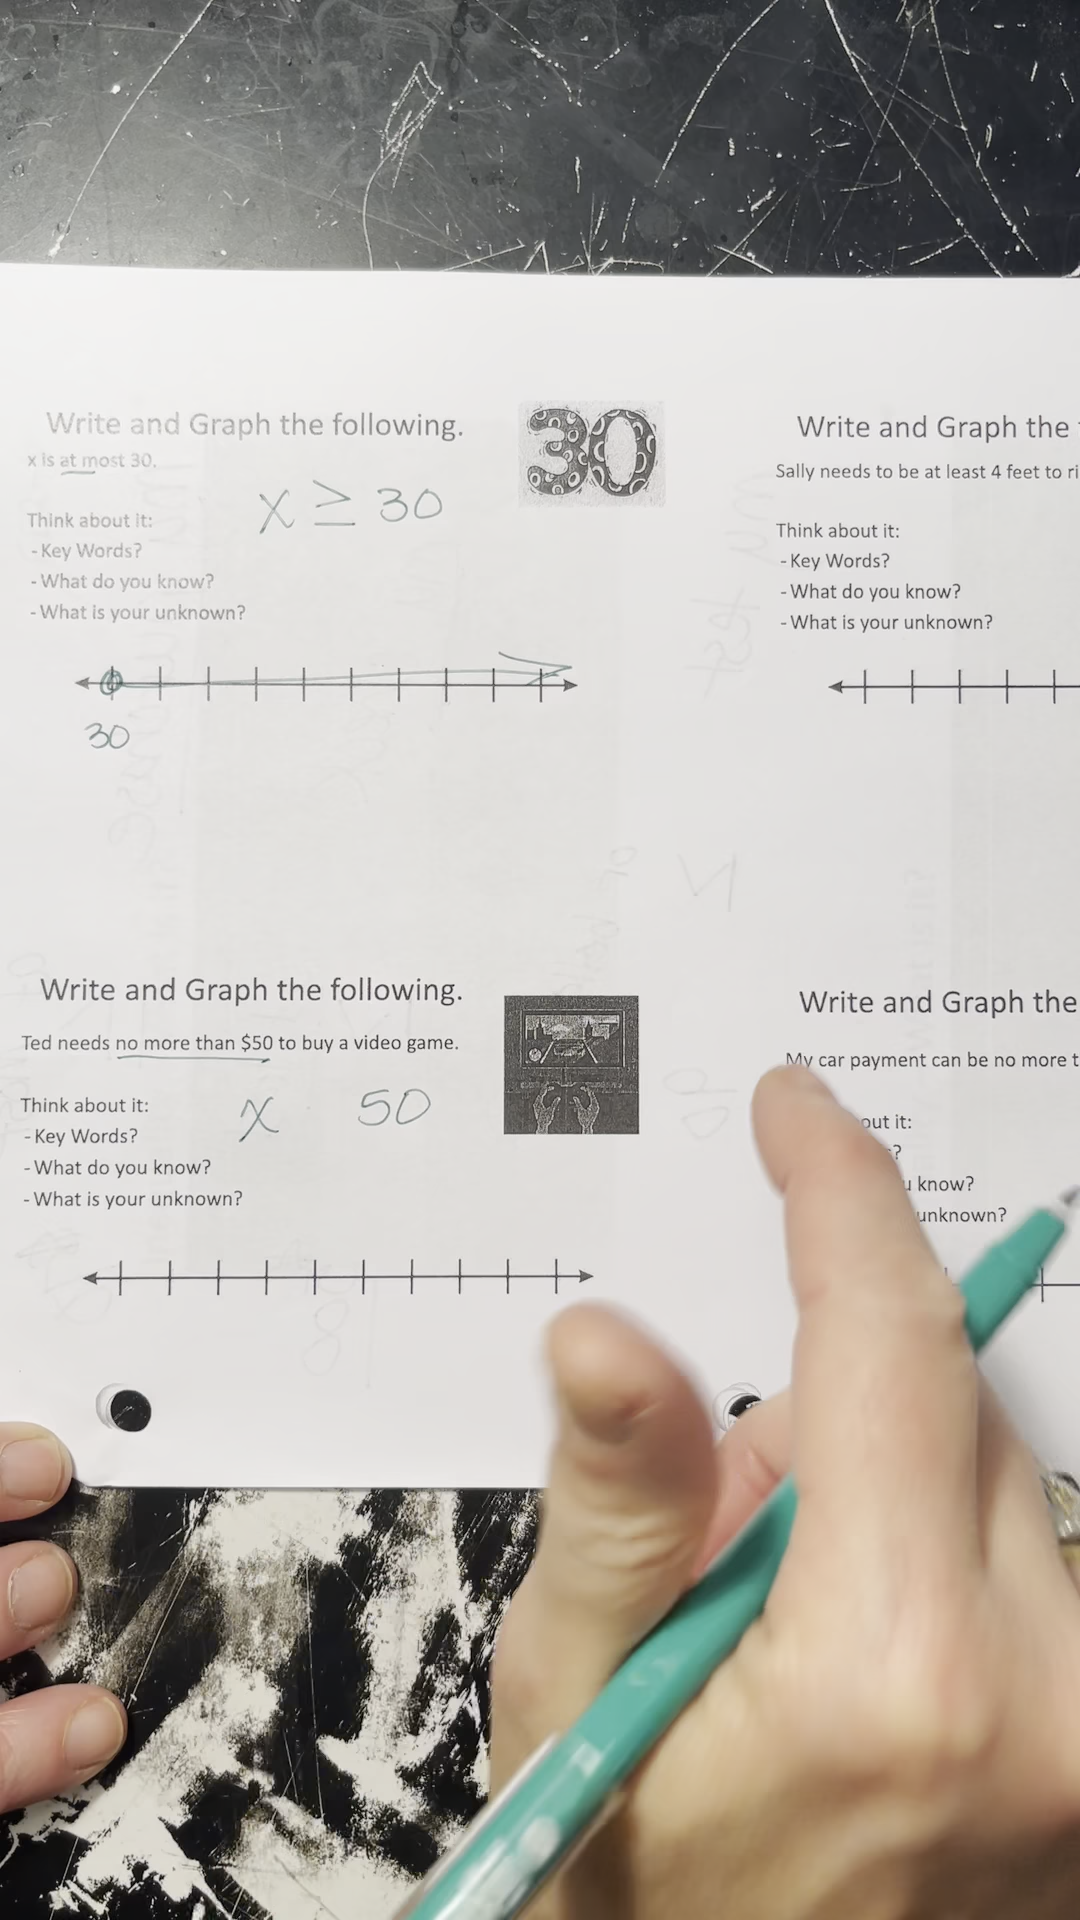 Write and Graph the following.
x is at most 30.
30
x ≥ 30
Think about it:
- Key Words?
- What do you know?
- What is your unknown?
30
Write and Graph the
Sally needs to be at least 4 feet to ri
Think about it:
- Key Words?
- What do you know?
- What is your unknown?
Write and Graph the following.
Ted needs no more than $50 to buy a video game.
x 50
Think about it:
- Key Words?
- What do you know?
- What is your unknown?
Write and Graph the
My car payment can be no more t
out it:
?
u know?
unknown?